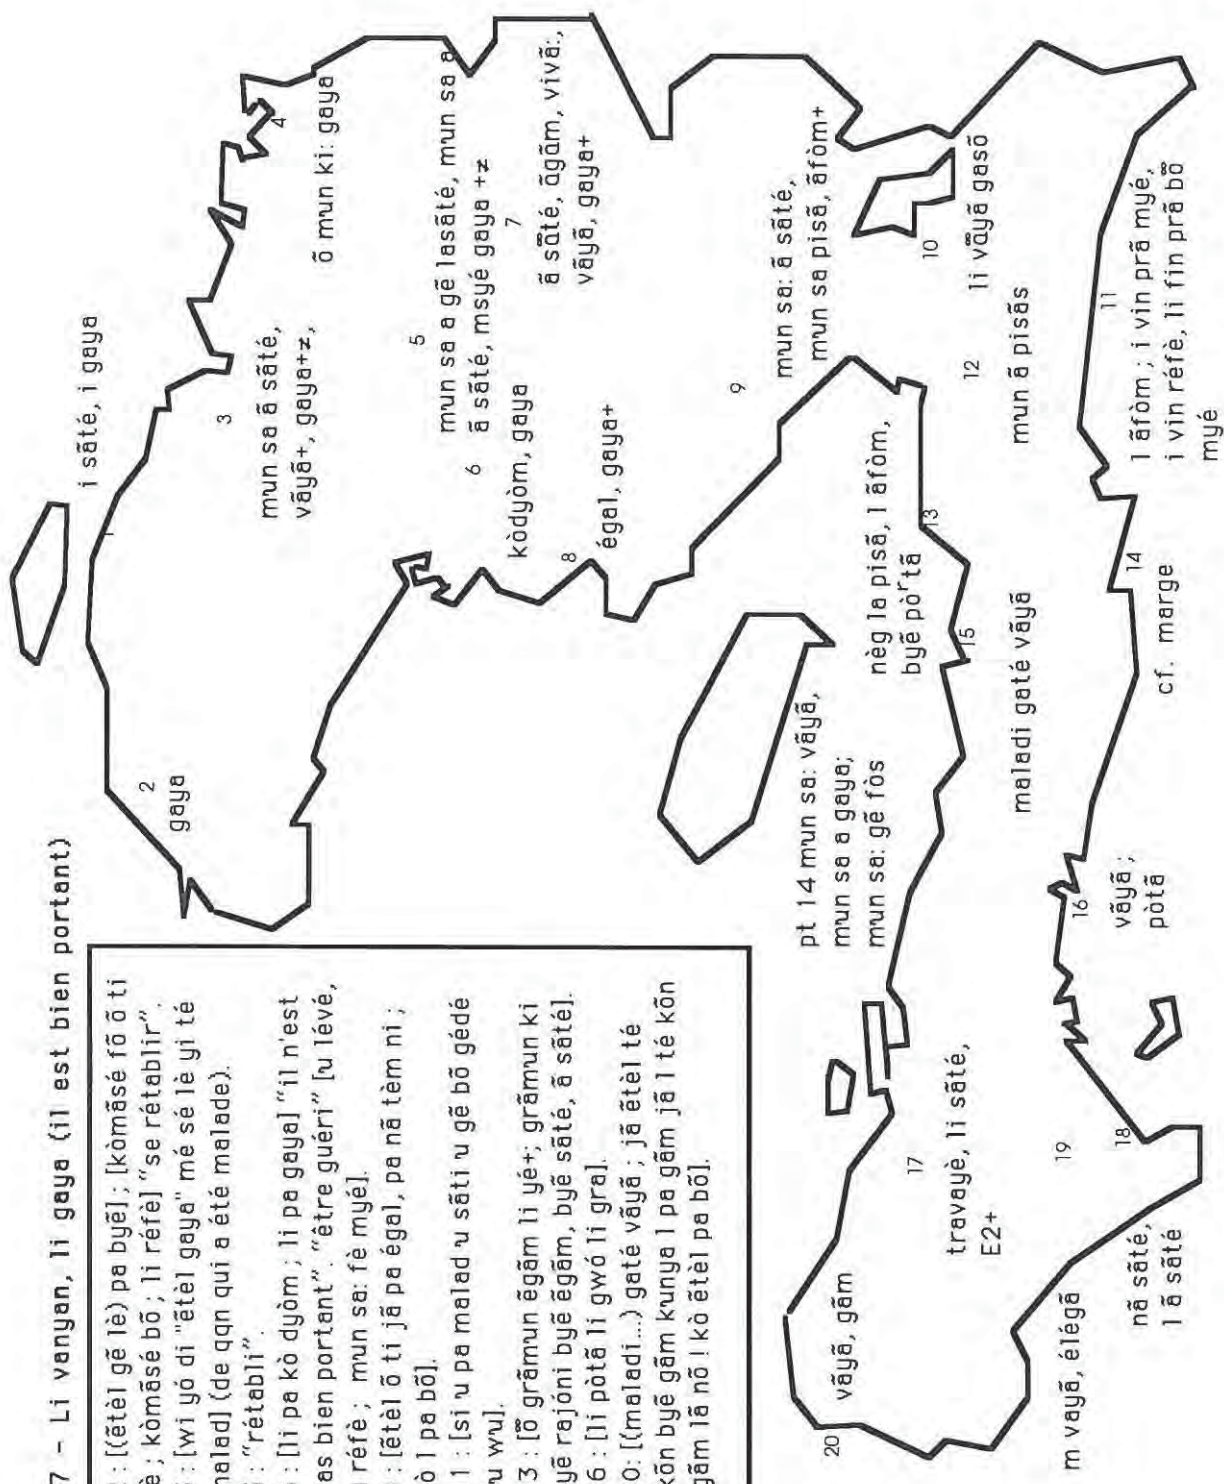 7 - Li vanyan, li gaya (il est bien portant)
: [(ẽtèl gẽ lè) pa byẽ] ; [kòmãsé fõ õ ti
è ; kòmãsé bõ ; li réfè] "se rétablir".
: [wi yó di "ẽtèl gaya" mé sé lè yi té
malad] (de qqn qui a été malade).
: "rétabli".
: [li pa kò dyòm ; li pa gaya] "il n'est
as bien portant". "être guéri" [u lévé,
réfè ; mun sa: fè myé].
: [ẽtèl õ ti jã pa égal, pa nã tèm ni ;
ò l pa bõ].
1 : [si u pa malad u sãti u gẽ bõ gédé
u wu].
3 : [õ grãmun ẽgãm li yé+; grãmun ki
yẽ rajóni byẽ ẽgãm, byẽ sãté, ã sãté].
6 : [li pòtã li gwó li gra].
0: [(maladi...) gaté vãyã ; jã ẽtèl té
kõn byẽ gãm kunya l pa gãm jã l té kõn
gãm lã nõ ! kò ẽtèl pa bõ].
i sãté, i gaya
1
2
gaya
3
mun sa ã sãté,
vãyã+, gaya+≠,
4
õ mun ki: gaya
5
mun sa a gẽ lasãté, mun sa a
6
ã sãté, msyé gaya +≠
kòdyòm, gaya
7
ã sãté, ãgãm, vivã:,
vãyã, gaya+
8
égal, gaya+
9
mun sa: ã sãté,
mun sa pisã, ãfòm+
10
li vãyã gasõ
11
l ãfòm ; i vin prã myé,
i vin réfè, li fin prã bõ
myé
12
mun ã pisãs
13
nèg la pisã, l ãfòm,
byẽ pòrtã
14
cf. marge
pt 14 mun sa: vãyã,
mun sa a gaya;
mun sa: gẽ fòs
15
maladi gaté vãyã
16
vãyã ;
pòtã
17
travayè, li sãté,
E2+
18
nã sãté,
l ã sãté
19
m vayã, élégã
20
vãyã, gãm